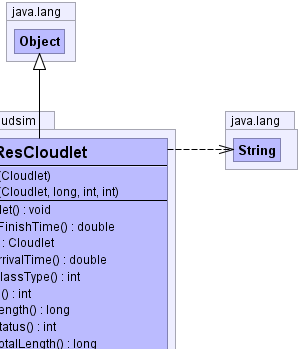 java.lang
Object
udsim
java.lang
String
ResCloudlet
(Cloudlet)
(Cloudlet, long, int, int)
let() : void
FinishTime() : double
: Cloudlet
rrivalTime() : double
lassType() : int
() : int
ength() : long
tatus() : int
otalLength() : long